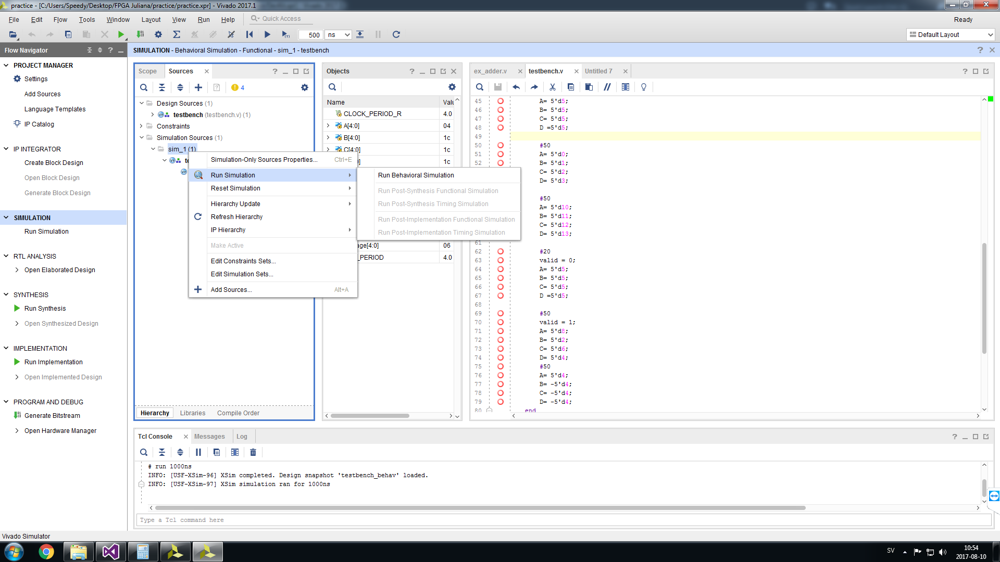 practice - [C:/Users/Speedy/Desktop/FPGA Juliana/practice/practice.xpr] - Vivado 2017.1
File Edit Flow Tools Window Layout View Run Help Quick Access Ready
500 ns Default Layout
Flow Navigator
SIMULATION - Behavioral Simulation - Functional - sim_1 - testbench
PROJECT MANAGER
Settings
Add Sources
Language Templates
IP Catalog
IP INTEGRATOR
Create Block Design
Open Block Design
Generate Block Design
SIMULATION
Run Simulation
RTL ANALYSIS
Open Elaborated Design
SYNTHESIS
Run Synthesis
Open Synthesized Design
IMPLEMENTATION
Run Implementation
Open Implemented Design
PROGRAM AND DEBUG
Generate Bitstream
Open Hardware Manager
Scope Sources
4
Design Sources (1)
testbench (testbench.v) (1)
Constraints
Simulation Sources (1)
sim_1 (1)
Simulation-Only Sources Properties... Ctrl+E
Run Simulation
Reset Simulation
Hierarchy Update
Refresh Hierarchy
IP Hierarchy
Make Active
Edit Constraints Sets...
Edit Simulation Sets...
Add Sources... Alt+A
Run Behavioral Simulation
Run Post-Synthesis Functional Simulation
Run Post-Synthesis Timing Simulation
Run Post-Implementation Functional Simulation
Run Post-Implementation Timing Simulation
Hierarchy Libraries Compile Order
Objects
Name Valu
CLOCK_PERIOD_R 4.0
A[4:0] 04
B[4:0] 1c
C[4:0] 1c
0] 1c
age[4:0] 06
_PERIOD 4.0
ex_adder.v testbench.v Untitled 7
45 A= 5'd5;
46 B= 5'd5;
47 C= 5'd5;
48 D =5'd5;
49
50 #50
51 A= 5'd0;
52 B= 5'd1;
C= 5'd2;
D= 5'd3;
#50
A= 5'd10;
B= 5'd11;
C= 5'd12;
D= 5'd13;
61
62 #20
63 valid = 0;
64 A= 5'd5;
65 B= 5'd5;
66 C= 5'd5;
67 D =5'd5;
68
69 #50
70 valid = 1;
71 A= 5'd8;
72 B= 5'd2;
73 C= 5'd6;
74 D= 5'd4;
75 #50
76 A= 5'd4;
77 B= -5'd4;
78 C= -5'd4;
79 D= -5'd4;
80 end
Tcl Console Messages Log
# run 1000ns
INFO: [USF-XSim-96] XSim completed. Design snapshot 'testbench_behav' loaded.
INFO: [USF-XSim-97] XSim simulation ran for 1000ns
Type a Tcl command here
Vivado Simulator
SV
10:54
2017-08-10